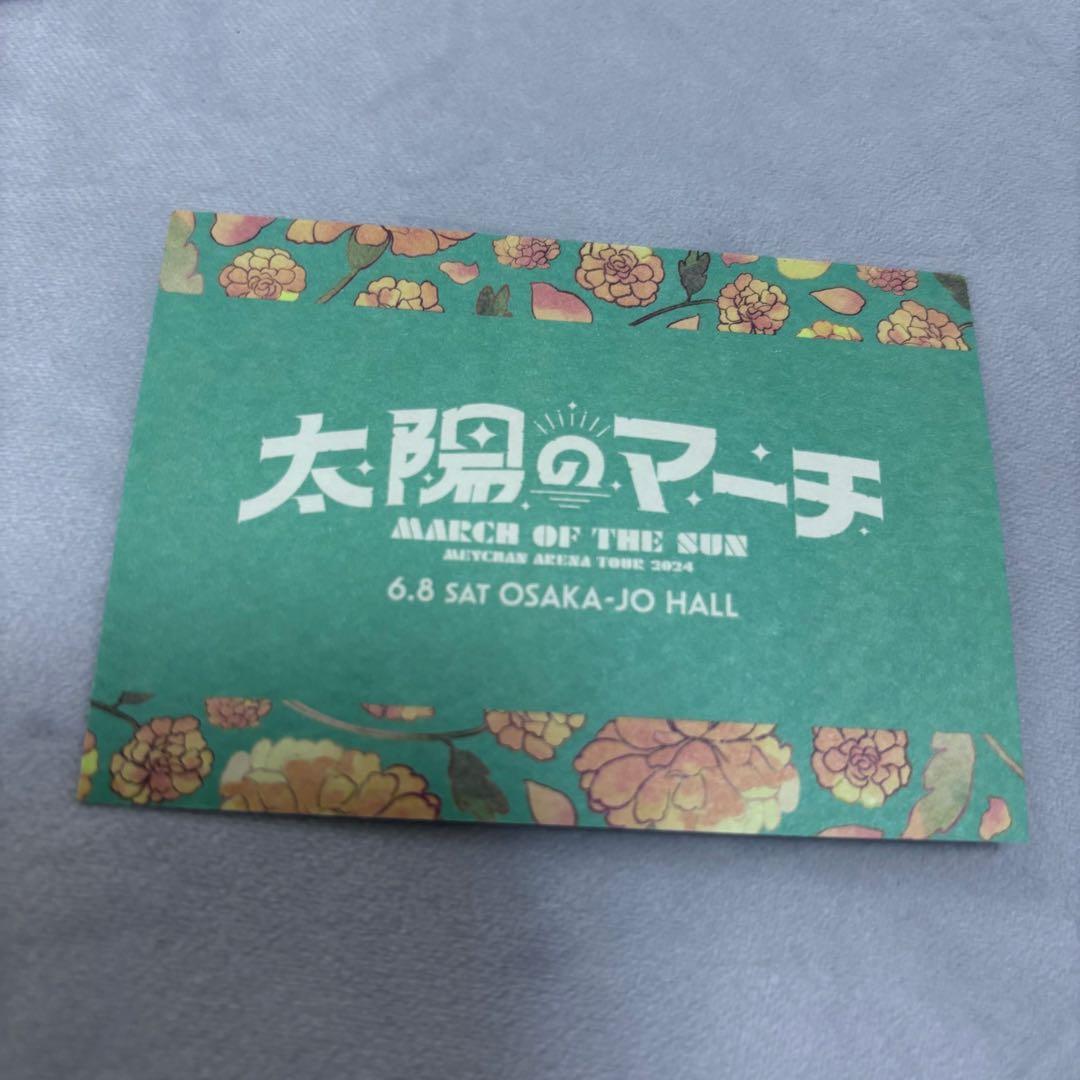 太陽のマーチ
MARCH OF THE SUN
MEYCHAN ARENA TOUR 2024
6.8 SAT OSAKA-JO HALL